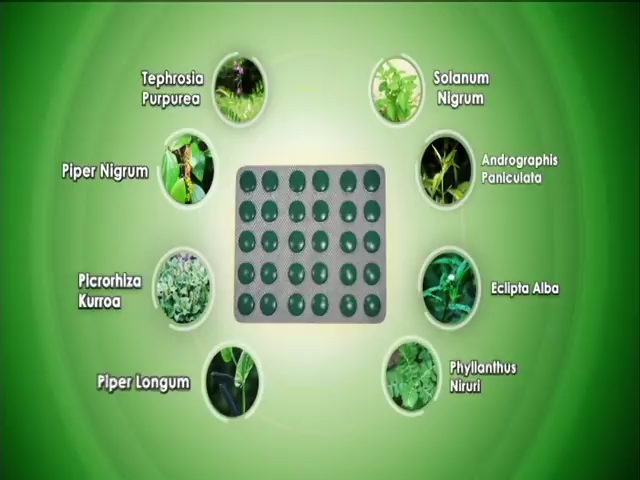 Tephrosia
Purpurea
Solanum
Nigrum
Piper Nigrum
Andrographis
Paniculata
Picrorhiza
Kurroa
Eclipta Alba
Piper Longum
Phyllanthus
Niruri